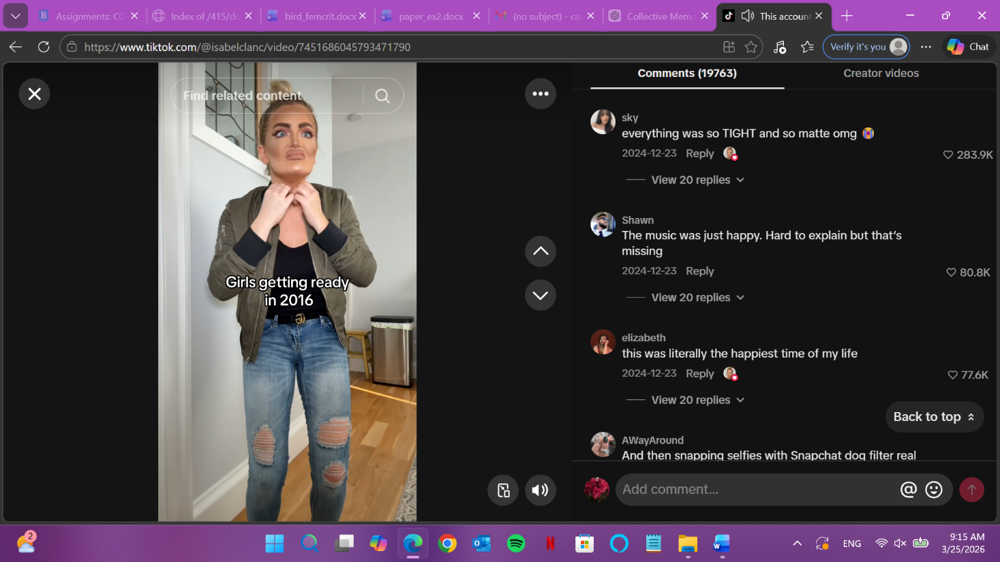 Assignments: CO
Index of /415/do
bird_femcrit.docx
paper_ex2.docx
(no subject) - ca
Collective Memo
This account
https://www.tiktok.com/@isabelclanc/video/7451686045793471790
Verify it's you
Chat
Find related content
Girls getting ready
in 2016
Comments (19763)
Creator videos
sky
everything was so TIGHT and so matte omg 😭
2024-12-23 Reply
283.9K
View 20 replies
Shawn
The music was just happy. Hard to explain but that's
missing
2024-12-23 Reply
80.8K
View 20 replies
elizabeth
this was literally the happiest time of my life
2024-12-23 Reply
77.6K
View 20 replies
Back to top
AWayAround
And then snapping selfies with Snapchat dog filter real
Add comment...
2
ENG
9:15 AM
3/25/2026